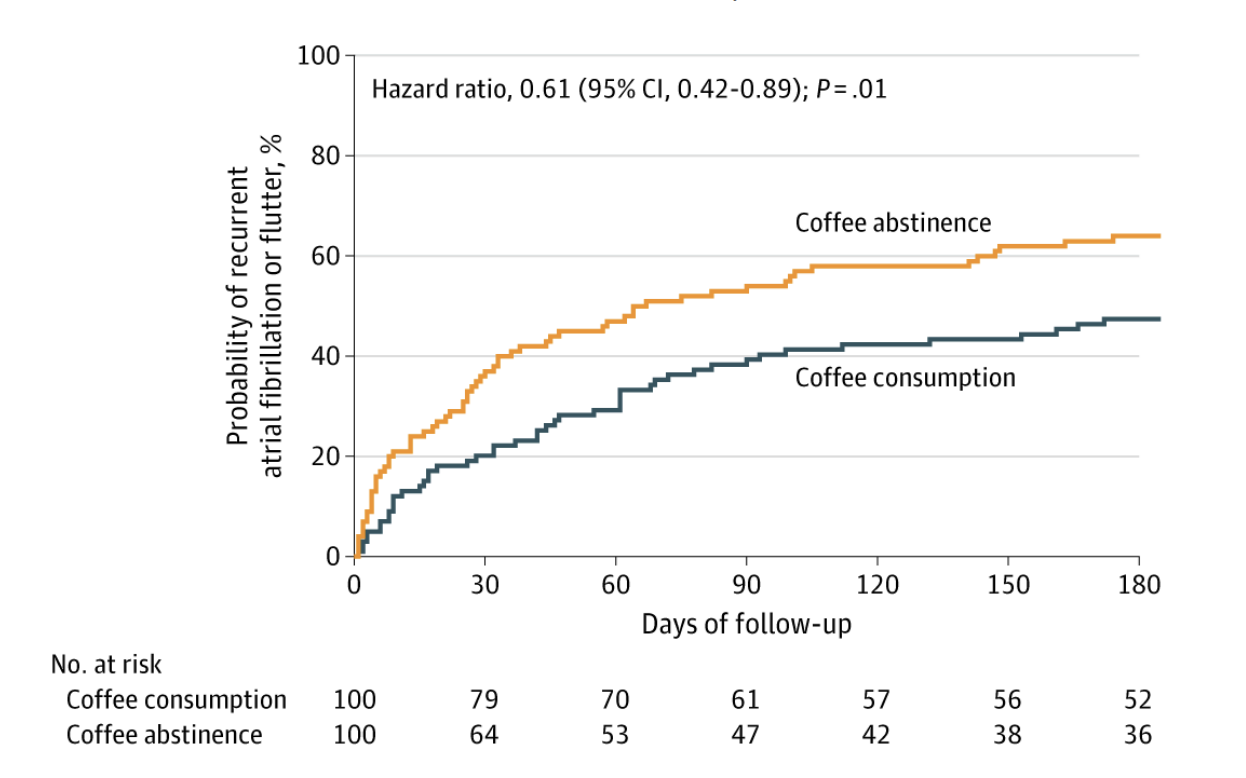 100
Hazard ratio, 0.61 (95% CI, 0.42-0.89); P = .01
80
60
40
20
0
Probability of recurrent
atrial fibrillation or flutter, %
Coffee abstinence
Coffee consumption
0 30 60 90 120 150 180
Days of follow-up
No. at risk
Coffee consumption 100 79 70 61 57 56 52
Coffee abstinence 100 64 53 47 42 38 36